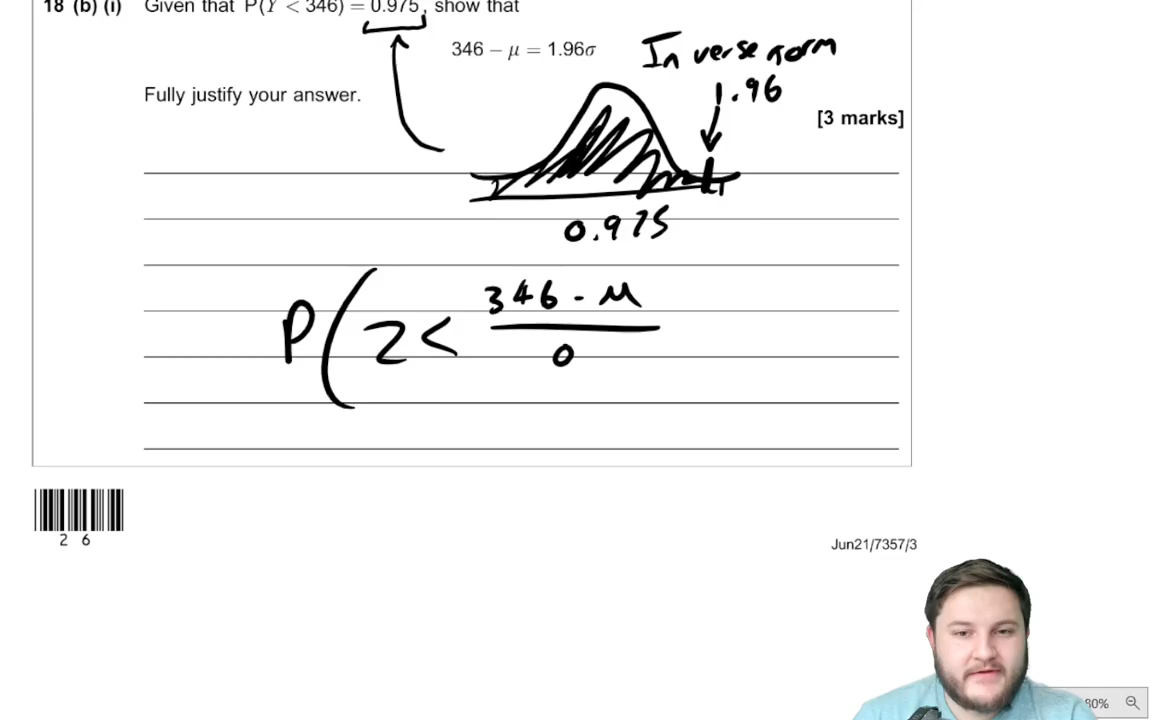 18 (b) (i) Given that P(Y < 346) = 0.975, show that
346 − μ = 1.96σ
Inverse norm
1.96
Fully justify your answer.
[3 marks]
0.975
P(Z < 346 - μ
0
2 6
Jun21/7357/3
80%